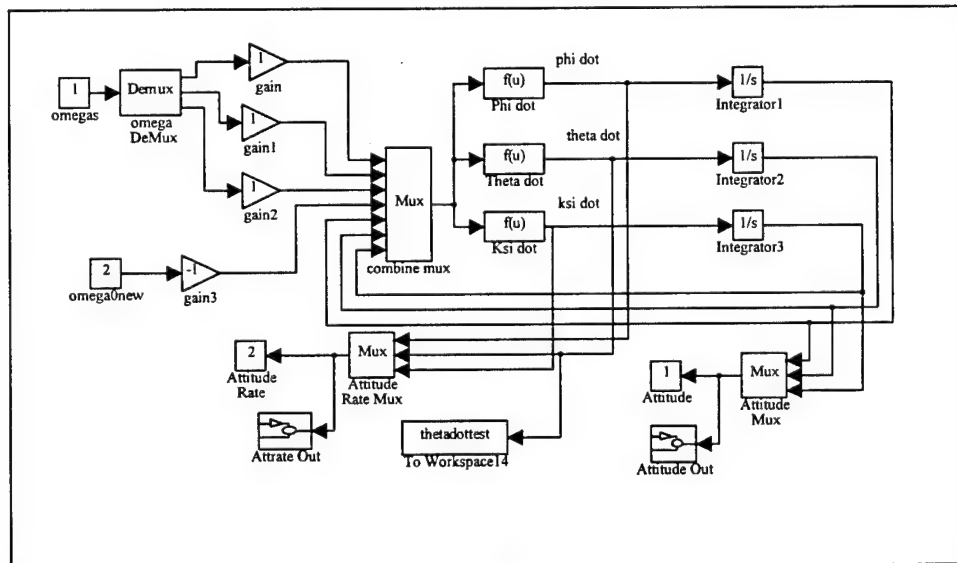 1
omegas
Demux
omega
DeMux
1
gain
1
gain1
1
gain2
2
omega0new
-1
gain3
Mux
combine mux
f(u)
Phi dot
phi dot
f(u)
Theta dot
theta dot
f(u)
Ksi dot
ksi dot
1/s
Integrator1
1/s
Integrator2
1/s
Integrator3
2
Attitude
Rate
Mux
Attitude
Rate Mux
Attrate Out
thetadottest
To Workspace14
1
Attitude
Mux
Attitude
Mux
Attitude Out